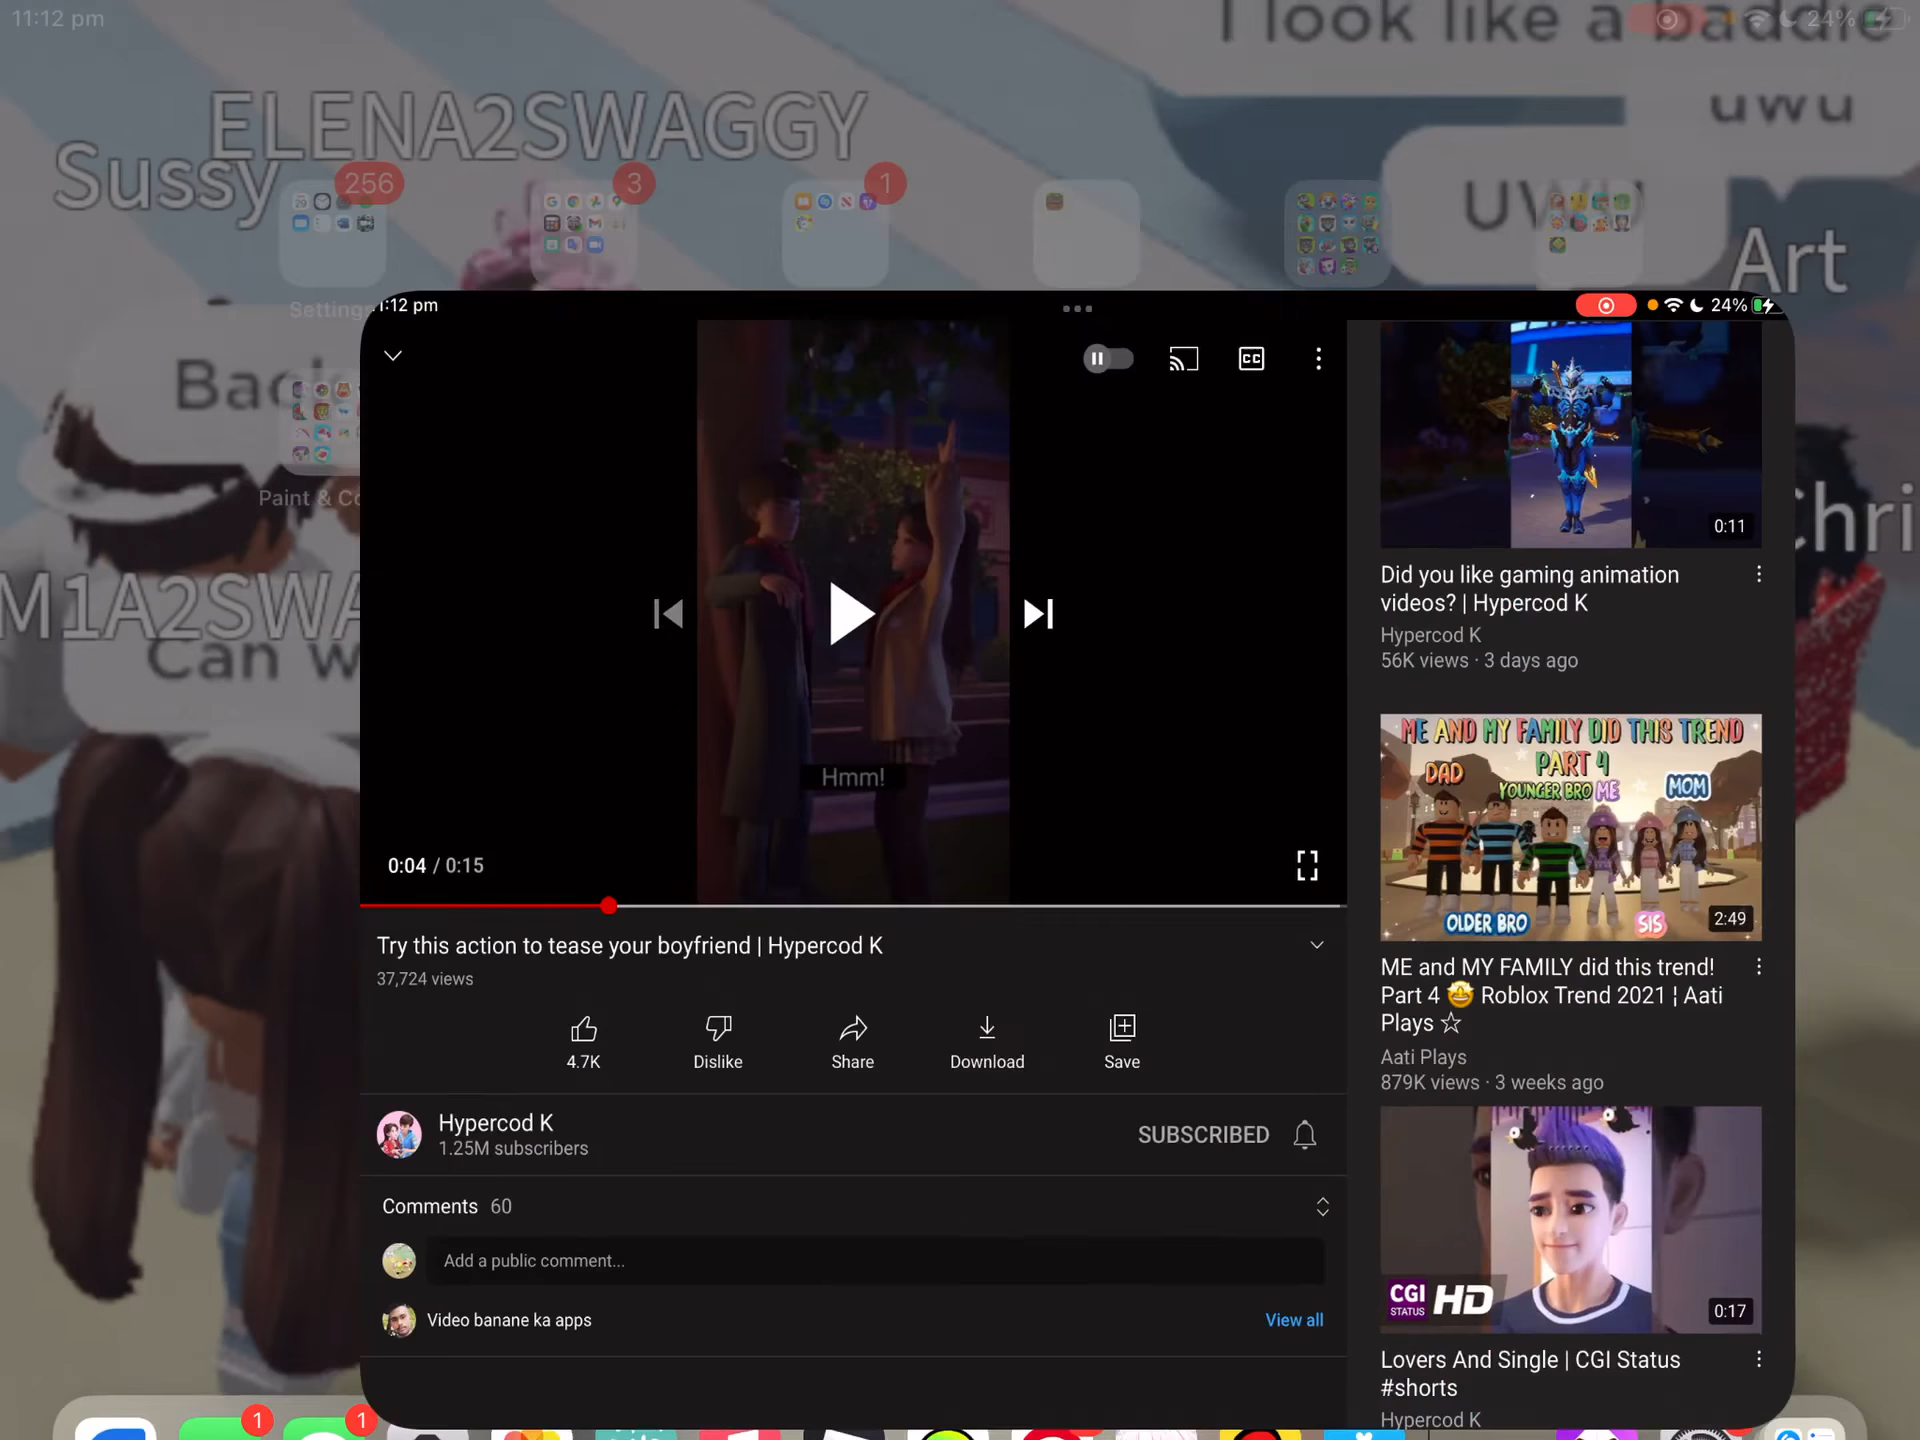 11:12 pm
I look like a baddie
24%
ELENA2SWAGGY
uwu
Sussy
256
3
1
Art
Settings
:12 pm
24%
CC
Bac
Paint & Co
Chri
0:11
Did you like gaming animation
videos? | Hypercod K
Hypercod K
56K views · 3 days ago
M1A2SWA
Can w
Hmm!
ME AND MY FAMILY DID THIS TREND
PART 4
DAD
YOUNGER BRO ME
MOM
OLDER BRO
SIS
2:49
0:04 / 0:15
Try this action to tease your boyfriend | Hypercod K
37,724 views
ME and MY FAMILY did this trend!
Part 4 🤩 Roblox Trend 2021 ¦ Aati
Plays ☆
Aati Plays
879K views · 3 weeks ago
4.7K
Dislike
Share
Download
Save
Hypercod K
1.25M subscribers
SUBSCRIBED
Comments 60
Add a public comment...
Video banane ka apps
View all
CGI
STATUS
HD
0:17
Lovers And Single | CGI Status
#shorts
Hypercod K
1
1